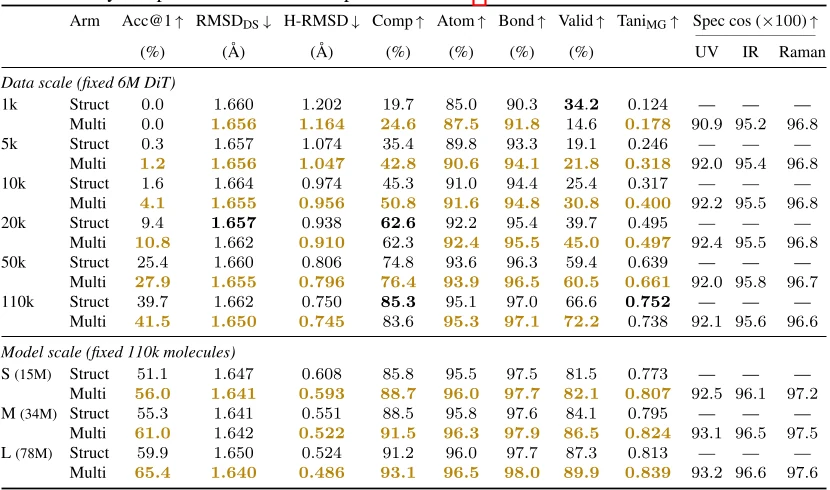 Arm Acc@1 ↑ RMSD_DS ↓ H-RMSD ↓ Comp ↑ Atom ↑ Bond ↑ Valid ↑ Tani_MG ↑ Spec cos (×100) ↑
(%) (Å) (Å) (%) (%) (%) (%) UV IR Raman
Data scale (fixed 6M DiT)
1k Struct 0.0 1.660 1.202 19.7 85.0 90.3 34.2 0.124 — — —
Multi 0.0 1.656 1.164 24.6 87.5 91.8 14.6 0.178 90.9 95.2 96.8
5k Struct 0.3 1.657 1.074 35.4 89.8 93.3 19.1 0.246 — — —
Multi 1.2 1.656 1.047 42.8 90.6 94.1 21.8 0.318 92.0 95.4 96.8
10k Struct 1.6 1.664 0.974 45.3 91.0 94.4 25.4 0.317 — — —
Multi 4.1 1.655 0.956 50.8 91.6 94.8 30.8 0.400 92.2 95.5 96.8
20k Struct 9.4 1.657 0.938 62.6 92.2 95.4 39.7 0.495 — — —
Multi 10.8 1.662 0.910 62.3 92.4 95.5 45.0 0.497 92.4 95.5 96.8
50k Struct 25.4 1.660 0.806 74.8 93.6 96.3 59.4 0.639 — — —
Multi 27.9 1.655 0.796 76.4 93.9 96.5 60.5 0.661 92.0 95.8 96.7
110k Struct 39.7 1.662 0.750 85.3 95.1 97.0 66.6 0.752 — — —
Multi 41.5 1.650 0.745 83.6 95.3 97.1 72.2 0.738 92.1 95.6 96.6
Model scale (fixed 110k molecules)
S (15M) Struct 51.1 1.647 0.608 85.8 95.5 97.5 81.5 0.773 — — —
Multi 56.0 1.641 0.593 88.7 96.0 97.7 82.1 0.807 92.5 96.1 97.2
M (34M) Struct 55.3 1.641 0.551 88.5 95.8 97.6 84.1 0.795 — — —
Multi 61.0 1.642 0.522 91.5 96.3 97.9 86.5 0.824 93.1 96.5 97.5
L (78M) Struct 59.9 1.650 0.524 91.2 96.0 97.7 87.3 0.813 — — —
Multi 65.4 1.640 0.486 93.1 96.5 98.0 89.9 0.839 93.2 96.6 97.6